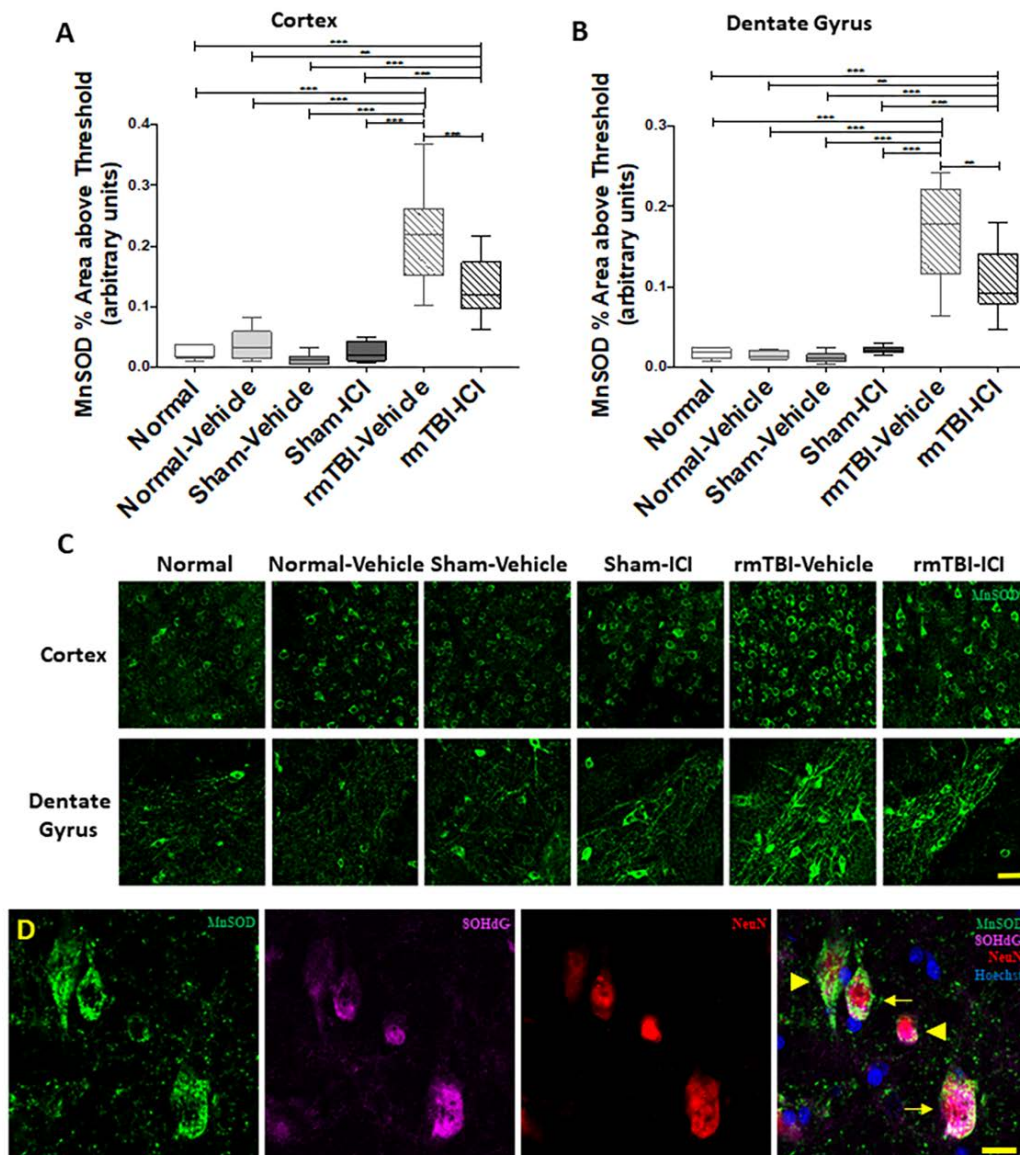 A
Cortex
MnSOD % Area above Threshold
(arbitrary units)
0.4
0.3
0.2
0.1
0.0
***
**
***
***
***
***
***
***
***
Normal
Normal-Vehicle
Sham-Vehicle
Sham-ICI
rmTBI-Vehicle
rmTBI-ICI
B
Dentate Gyrus
MnSOD % Area above Threshold
(arbitrary units)
0.3
0.2
0.1
0.0
***
**
***
***
***
***
***
***
**
Normal
Normal-Vehicle
Sham-Vehicle
Sham-ICI
rmTBI-Vehicle
rmTBI-ICI
C
Normal Normal-Vehicle Sham-Vehicle Sham-ICI rmTBI-Vehicle rmTBI-ICI
Cortex
MnSOD
Dentate
Gyrus
D
MnSOD
SOHdG
NeuN
MnSOD
SOHdG
NeuN
Hoechst